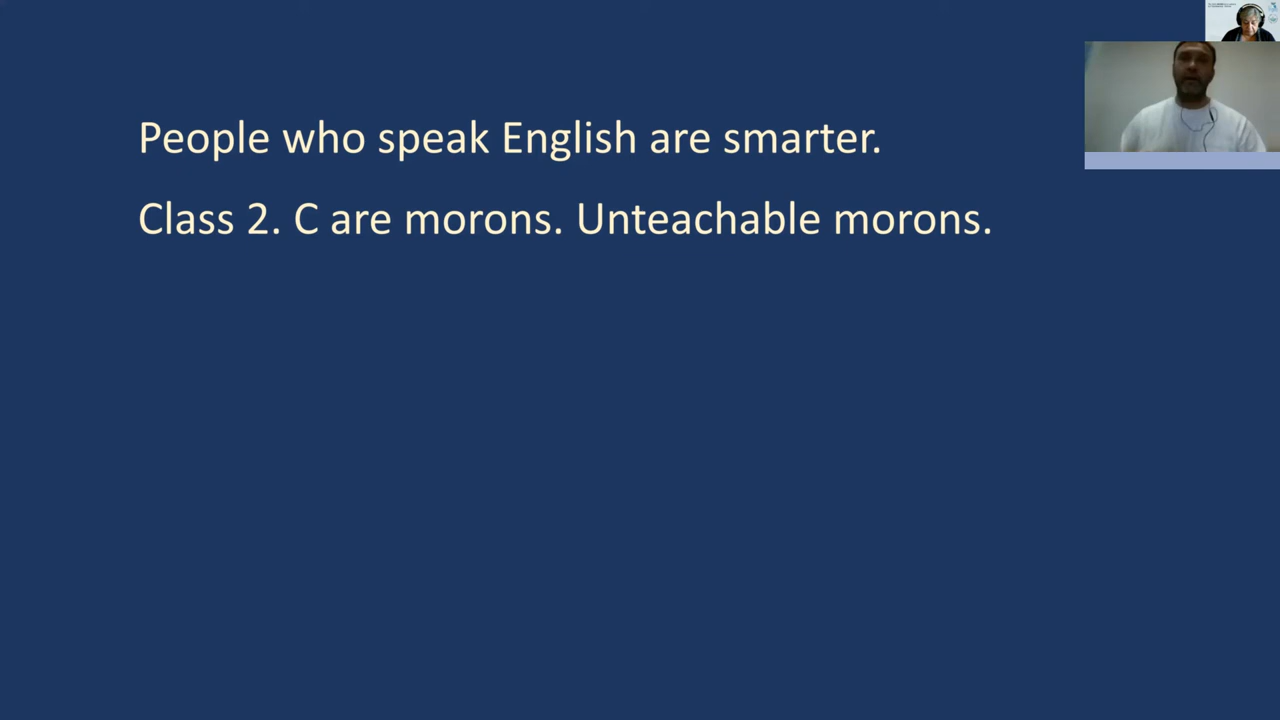 People who speak English are smarter.
Class 2. C are morons. Unteachable morons.